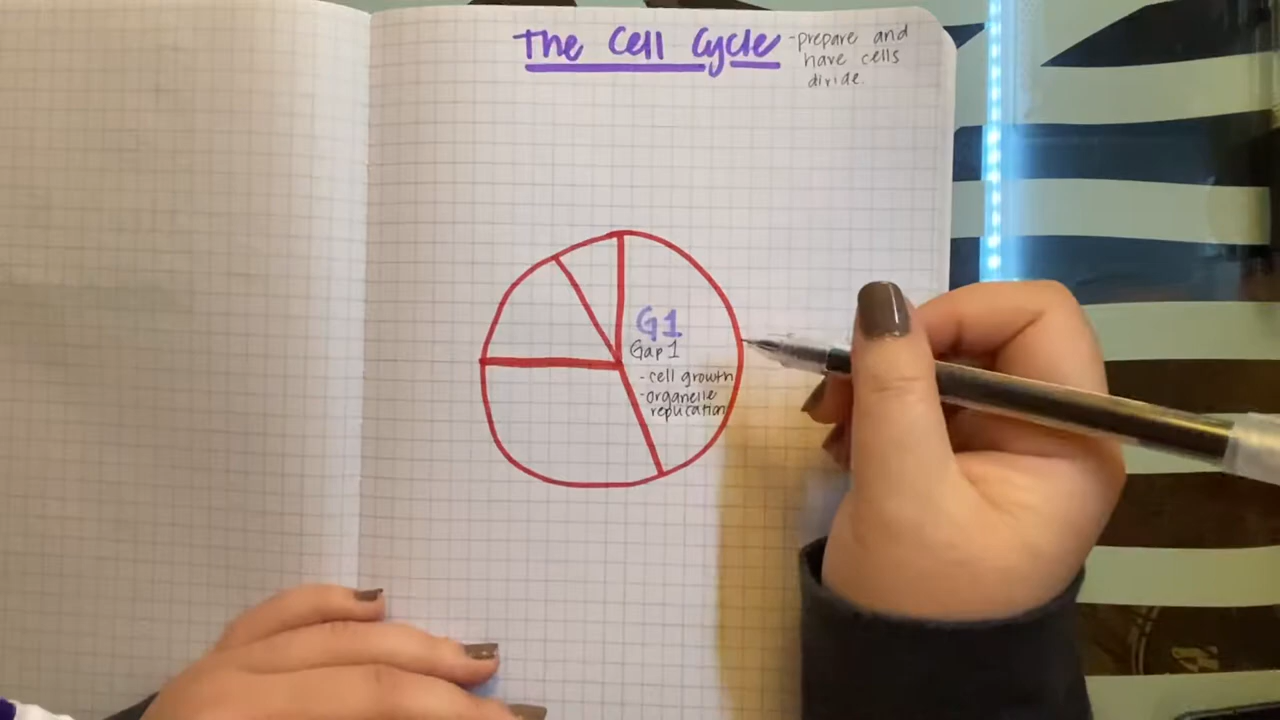 The Cell Cycle
-prepare and
have cells
divide.
G1
Gap 1
- cell growth
- organelle
replication